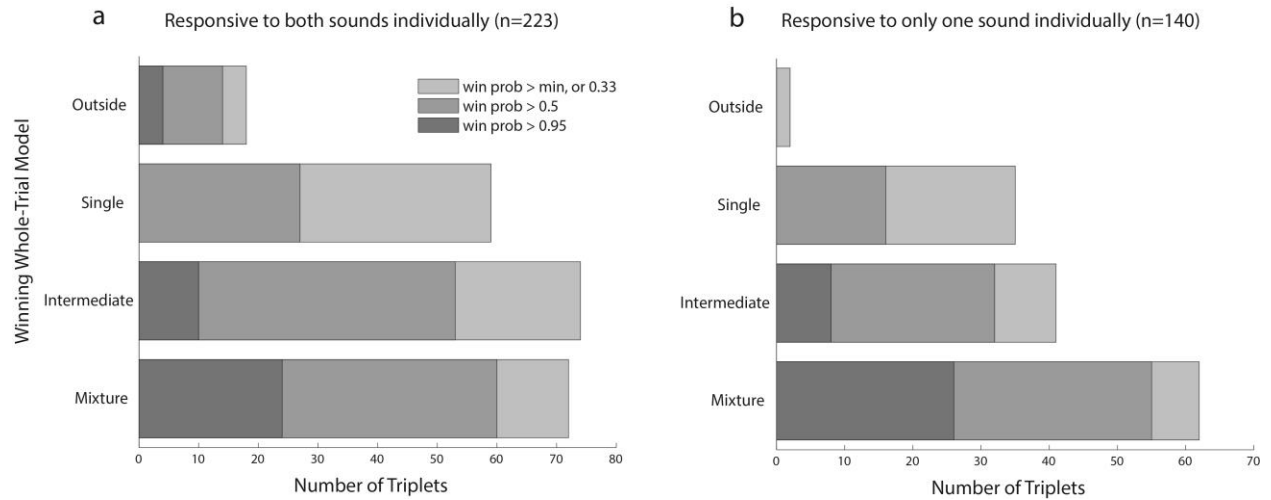 a Responsive to both sounds individually (n=223)
Winning Whole-Trial Model
Outside
Single
Intermediate
Mixture
win prob > min, or 0.33
win prob > 0.5
win prob > 0.95
0 10 20 30 40 50 60 70 80
Number of Triplets
b Responsive to only one sound individually (n=140)
Outside
Single
Intermediate
Mixture
0 10 20 30 40 50 60 70
Number of Triplets